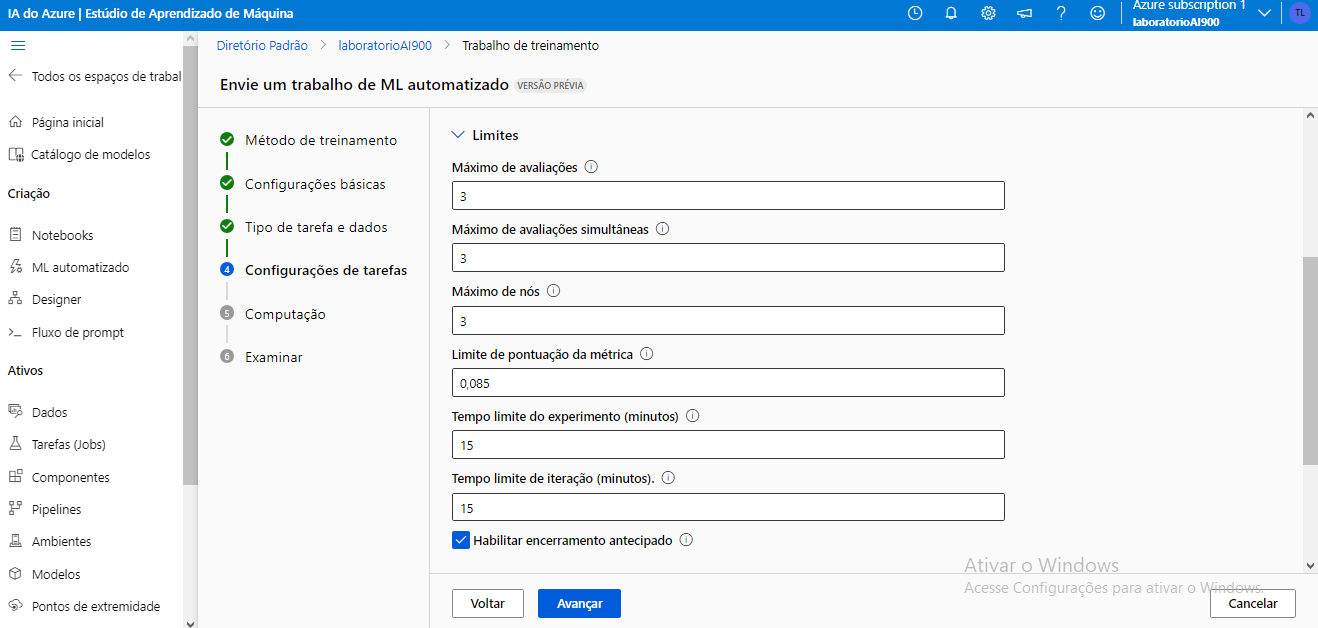 IA do Azure | Estúdio de Aprendizado de Máquina
Azure subscription 1
laboratorioAI900
TL
Todos os espaços de trabal
Página inicial
Catálogo de modelos
Criação
Notebooks
ML automatizado
Designer
Fluxo de prompt
Ativos
Dados
Tarefas (Jobs)
Componentes
Pipelines
Ambientes
Modelos
Pontos de extremidade
Diretório Padrão > laboratorioAI900 > Trabalho de treinamento
Envie um trabalho de ML automatizado VERSÃO PRÉVIA
Método de treinamento
Configurações básicas
Tipo de tarefa e dados
4 Configurações de tarefas
5 Computação
6 Examinar
Limites
Máximo de avaliações
3
Máximo de avaliações simultâneas
3
Máximo de nós
3
Limite de pontuação da métrica
0,085
Tempo limite do experimento (minutos)
15
Tempo limite de iteração (minutos).
15
Habilitar encerramento antecipado
Ativar o Windows
Acesse Configurações para ativar o Windows.
Voltar
Avançar
Cancelar